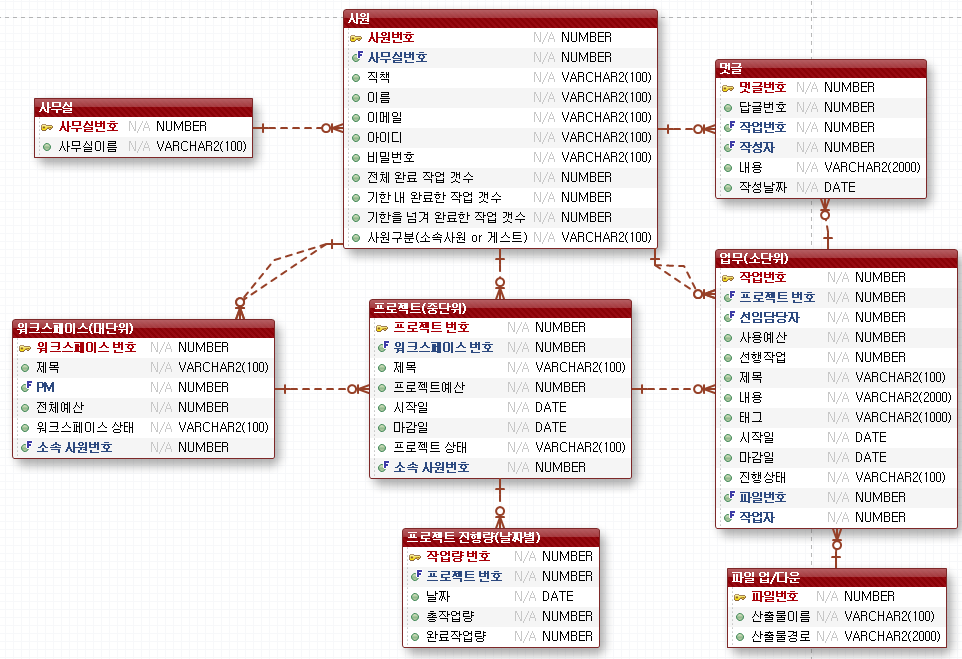 사원
사원번호 N/A NUMBER
사무실번호 N/A NUMBER
직책 N/A VARCHAR2(100)
이름 N/A VARCHAR2(100)
이메일 N/A VARCHAR2(100)
아이디 N/A VARCHAR2(100)
비밀번호 N/A VARCHAR2(100)
전체 완료 작업 갯수 N/A NUMBER
기한 내 완료한 작업 갯수 N/A NUMBER
기한을 넘겨 완료한 작업 갯수 N/A NUMBER
사원구분(소속사원 or 게스트) N/A VARCHAR2(100)
사무실
사무실번호 N/A NUMBER
사무실이름 N/A VARCHAR2(100)
댓글
댓글번호 N/A NUMBER
답글번호 N/A NUMBER
작업번호 N/A NUMBER
작성자 N/A NUMBER
내용 N/A VARCHAR2(2000)
작성날짜 N/A DATE
워크스페이스(대단위)
워크스페이스 번호 N/A NUMBER
제목 N/A VARCHAR2(100)
PM N/A NUMBER
전체예산 N/A NUMBER
워크스페이스 상태 N/A VARCHAR2(100)
소속 사원번호 N/A NUMBER
프로젝트(중단위)
프로젝트 번호 N/A NUMBER
워크스페이스 번호 N/A NUMBER
제목 N/A VARCHAR2(100)
프로젝트예산 N/A NUMBER
시작일 N/A DATE
마감일 N/A DATE
프로젝트 상태 N/A VARCHAR2(100)
소속 사원번호 N/A NUMBER
업무(소단위)
작업번호 N/A NUMBER
프로젝트 번호 N/A NUMBER
선임담당자 N/A NUMBER
사용예산 N/A NUMBER
선행작업 N/A NUMBER
제목 N/A VARCHAR2(100)
내용 N/A VARCHAR2(2000)
태그 N/A VARCHAR2(1000)
시작일 N/A DATE
마감일 N/A DATE
진행상태 N/A VARCHAR2(100)
파일번호 N/A NUMBER
작업자 N/A NUMBER
프로젝트 진행량(날짜별)
작업량 번호 N/A NUMBER
프로젝트 번호 N/A NUMBER
날짜 N/A DATE
총작업량 N/A NUMBER
완료작업량 N/A NUMBER
파일 업/다운
파일번호 N/A NUMBER
산출물이름 N/A VARCHAR2(100)
산출물경로 N/A VARCHAR2(2000)